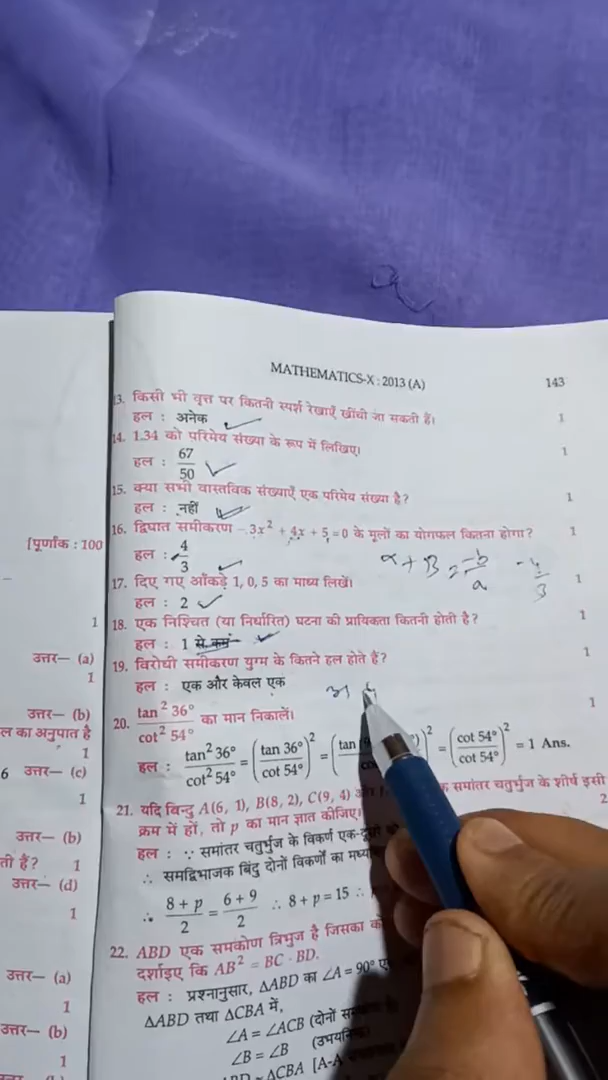 MATHEMATICS-X : 2013 (A)
143
13. किसी भी वृत्त पर कितनी स्पर्श रेखाएँ खींची जा सकती हैं। 1
हल : अनेक
14. 1.34 को परिमेय संख्या के रूप में लिखिए। 1
हल : 67/50
15. क्या सभी वास्तविक संख्याएँ एक परिमेय संख्या है? 1
हल : नहीं
16. द्विघात समीकरण - 3x² + 4x + 5 = 0 के मूलों का योगफल कितना होगा? 1
हल : 4/3
α + β = -b/a -4/3
17. दिए गए आँकड़े 1, 0, 5 का माध्य लिखें। 1
हल : 2
18. एक निश्चित (या निर्धारित) घटना की प्रायिकता कितनी होती है? 1
हल : 1 से कम
19. विरोधी समीकरण युग्म के कितने हल होते हैं? 1
हल : एक और केवल एक
20. tan² 36° / cot² 54° का मान निकालें। 1
हल : tan² 36° / cot² 54° = (tan 36° / cot 54°)² = (tan )² = (cot 54° / cot 54°)² = 1 Ans.
21. यदि बिन्दु A(6, 1), B(8, 2), C(9, 4) समांतर चतुर्भुज के शीर्ष इसी
क्रम में हों, तो p का मान ज्ञात कीजिए। 2
हल : ∵ समांतर चतुर्भुज के विकर्ण एक-दूसरे
∴ समद्विभाजक बिंदु दोनों विकर्णों का
∴ (8 + p)/2 = (6 + 9)/2 ∴ 8 + p = 15 ∴
22. ABD एक समकोण त्रिभुज है जिसका
दर्शाइए कि AB² = BC · BD.
हल : प्रश्नानुसार, ΔABD का ∠A = 90°
ΔABD तथा ΔCBA में,
∠A = ∠ACB (दोनों
∠B = ∠B (उभयनिष्ठ
ΔCBA [A-A
[पूर्णांक : 100
1
उत्तर— (a)
1
उत्तर— (b)
ल का अनुपात है
1
6 उत्तर— (c)
1
उत्तर— (b)
ती है? 1
उत्तर— (d)
1
उत्तर— (a)
1
उत्तर— (b)
1